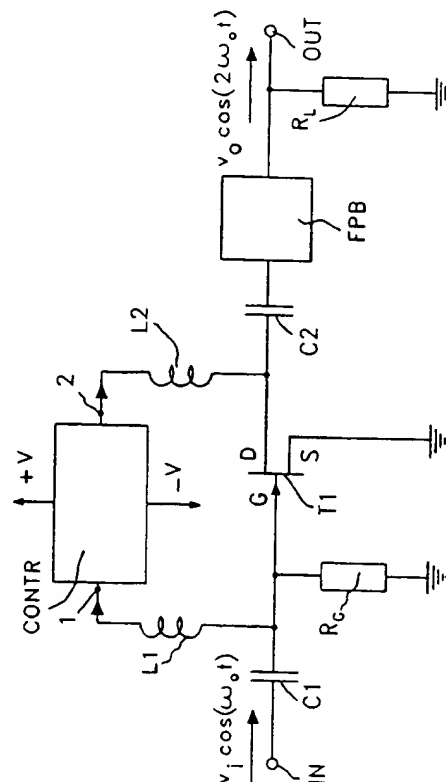 v_o cos(2ω_o t)
OUT
R_L
FPB
C2
L2
2
+V
−V
CONTR
1
L1
D
G
S
T1
R_G
C1
v_i cos(ω_o t)
IN